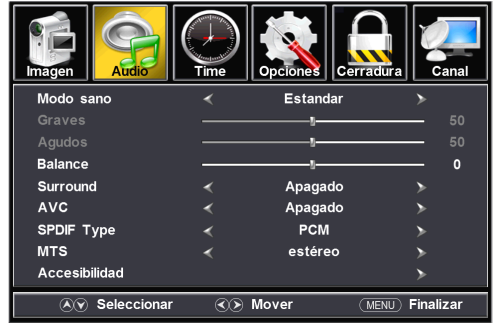 Imagen Audio Time Opciones Cerradura Canal
Modo sano Estandar
Graves 50
Agudos 50
Balance 0
Surround Apagado
AVC Apagado
SPDIF Type PCM
MTS estéreo
Accesibilidad
Seleccionar Mover MENU Finalizar